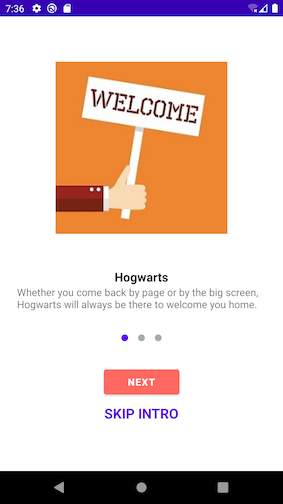 7:36
WELCOME
Hogwarts
Whether you come back by page or by the big screen,
Hogwarts will always be there to welcome you home.
NEXT
SKIP INTRO